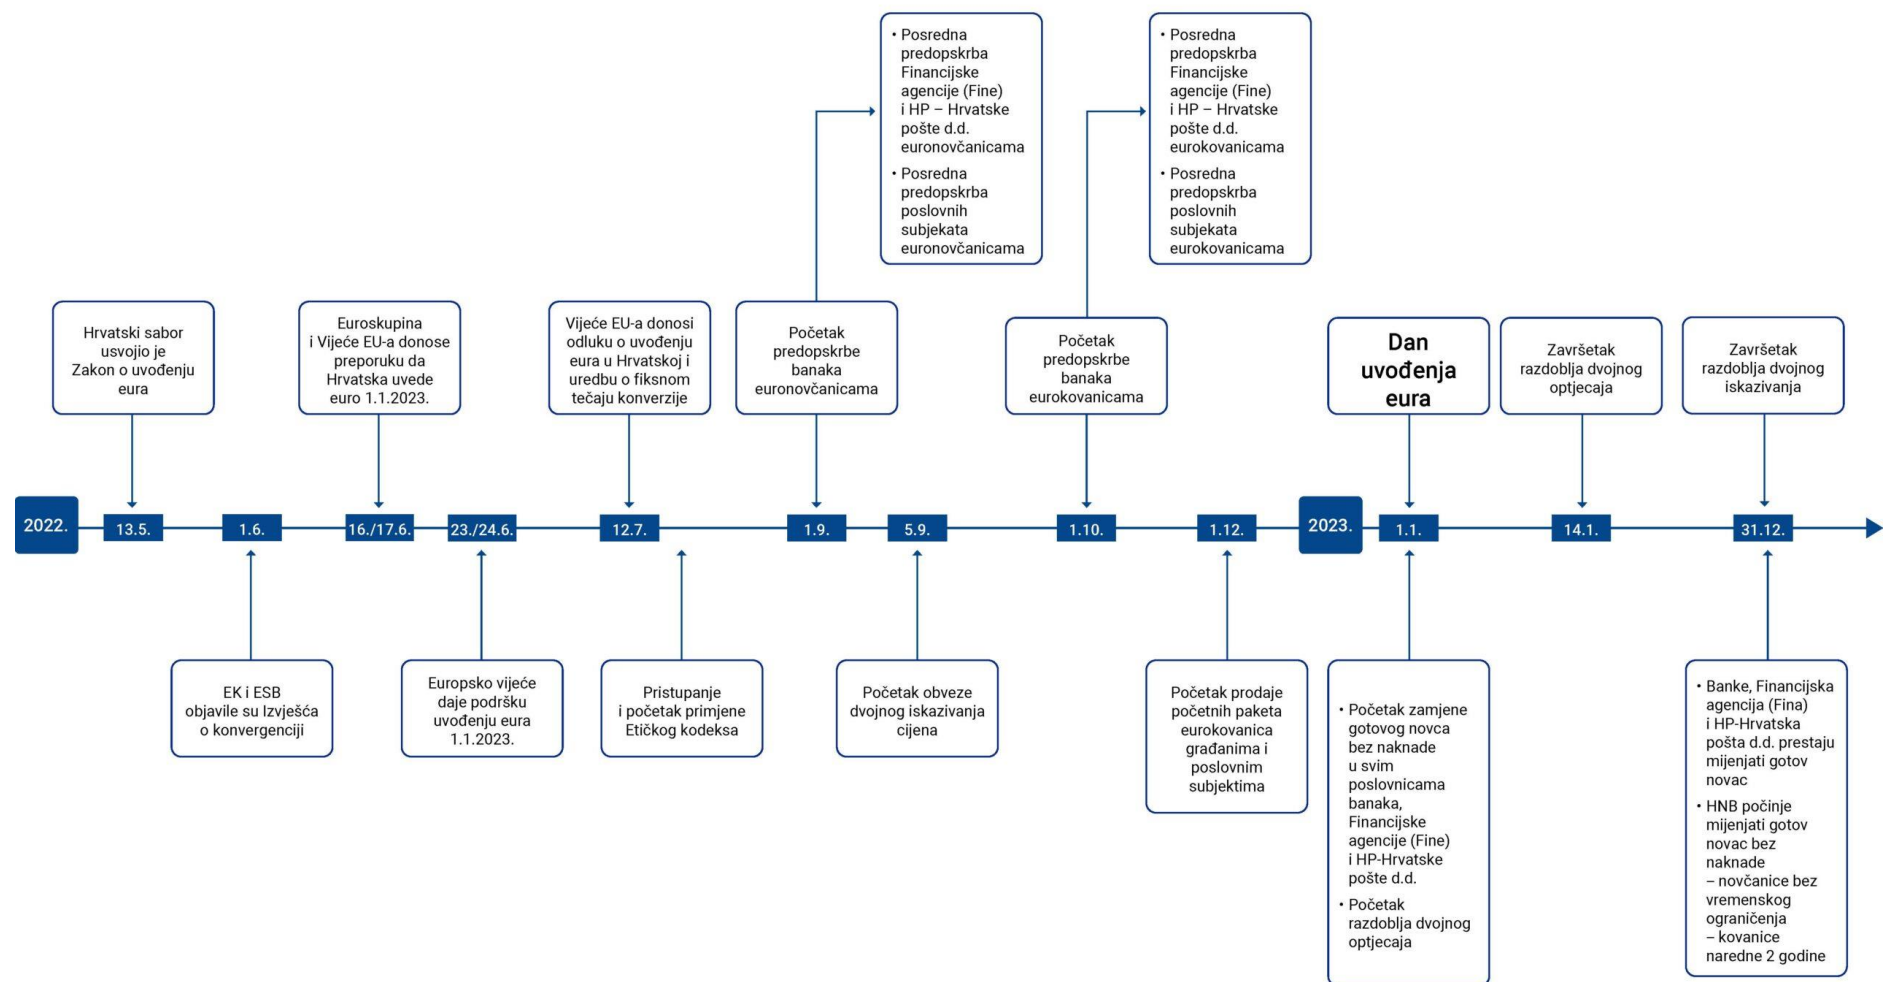 • Posredna
predopskrba
Financijske
agencije (Fine)
i HP – Hrvatske
pošte d.d.
euronovčanicama
• Posredna
predopskrba
poslovnih
subjekata
euronovčanicama
• Posredna
predopskrba
Financijske
agencije (Fine)
i HP – Hrvatske
pošte d.d.
eurokovanicama
• Posredna
predopskrba
poslovnih
subjekata
eurokovanicama
Hrvatski sabor
usvojio je
Zakon o uvođenju
eura
Euroskupina
i Vijeće EU-a donose
preporuku da
Hrvatska uvede
euro 1.1.2023.
Vijeće EU-a donosi
odluku o uvođenju
eura u Hrvatskoj i
uredbu o fiksnom
tečaju konverzije
Početak
predopskrbe
banaka
euronovčanicama
Početak
predopskrbe
banaka
eurokovanicama
Dan
uvođenja
eura
Završetak
razdoblja dvojnog
optjecaja
Završetak
razdoblja dvojnog
iskazivanja
2022.
13.5.
1.6.
16./17.6.
23./24.6.
12.7.
1.9.
5.9.
1.10.
1.12.
2023.
1.1.
14.1.
31.12.
EK i ESB
objavile su Izvješća
o konvergenciji
Europsko vijeće
daje podršku
uvođenju eura
1.1.2023.
Pristupanje
i početak primjene
Etičkog kodeksa
Početak obveze
dvojnog iskazivanja
cijena
Početak prodaje
početnih paketa
eurokovanica
građanima i
poslovnim
subjektima
• Početak zamjene
gotovog novca
bez naknade
u svim
poslovnicama
banaka,
Financijske
agencije (Fine)
i HP-Hrvatske
pošte d.d.
• Početak
razdoblja dvojnog
optjecaja
• Banke, Financijska
agencija (Fina)
i HP-Hrvatska
pošta d.d. prestaju
mijenjati gotov
novac
• HNB počinje
mijenjati gotov
novac bez
naknade
– novčanice bez
vremenskog
ograničenja
– kovanice
naredne 2 godine